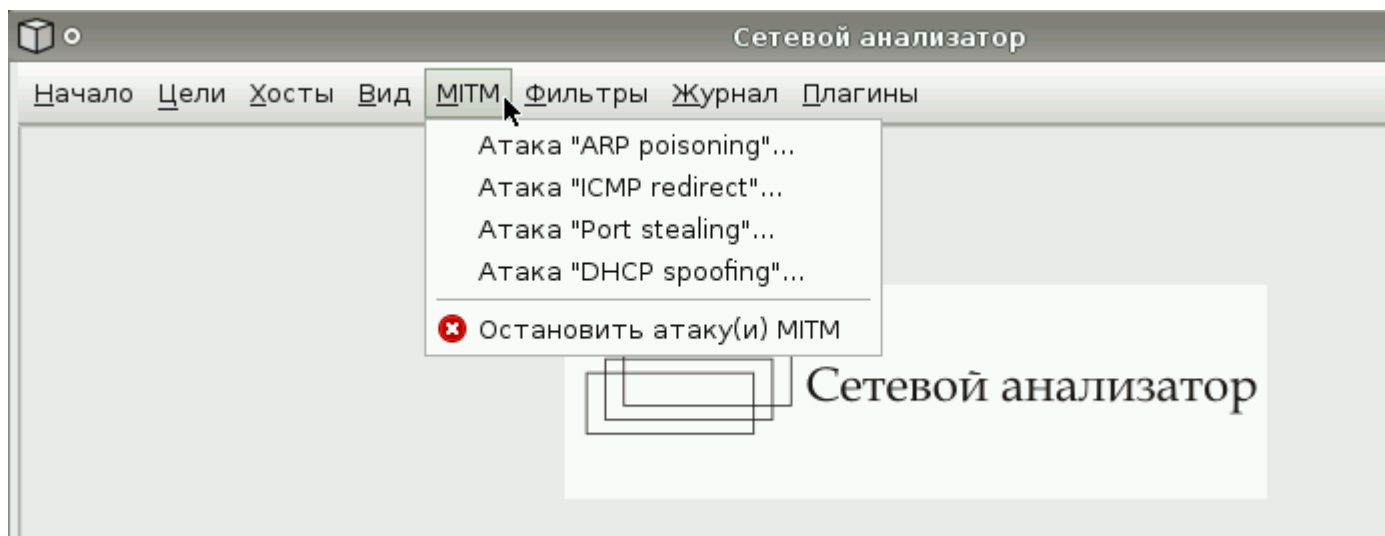 Сетевой анализатор
Начало Цели Хосты Вид MITM Фильтры Журнал Плагины
Атака "ARP poisoning"...
Атака "ICMP redirect"...
Атака "Port stealing"...
Атака "DHCP spoofing"...
Остановить атаку(и) MITM
Сетевой анализатор